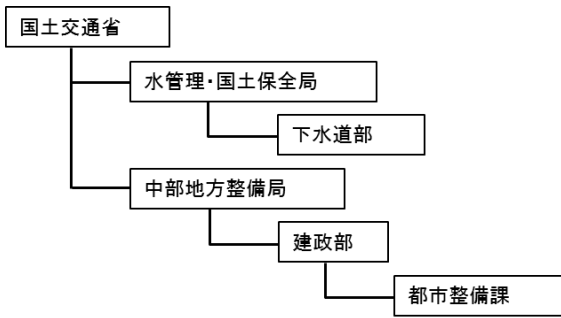 国土交通省
水管理・国土保全局
下水道部
中部地方整備局
建政部
都市整備課